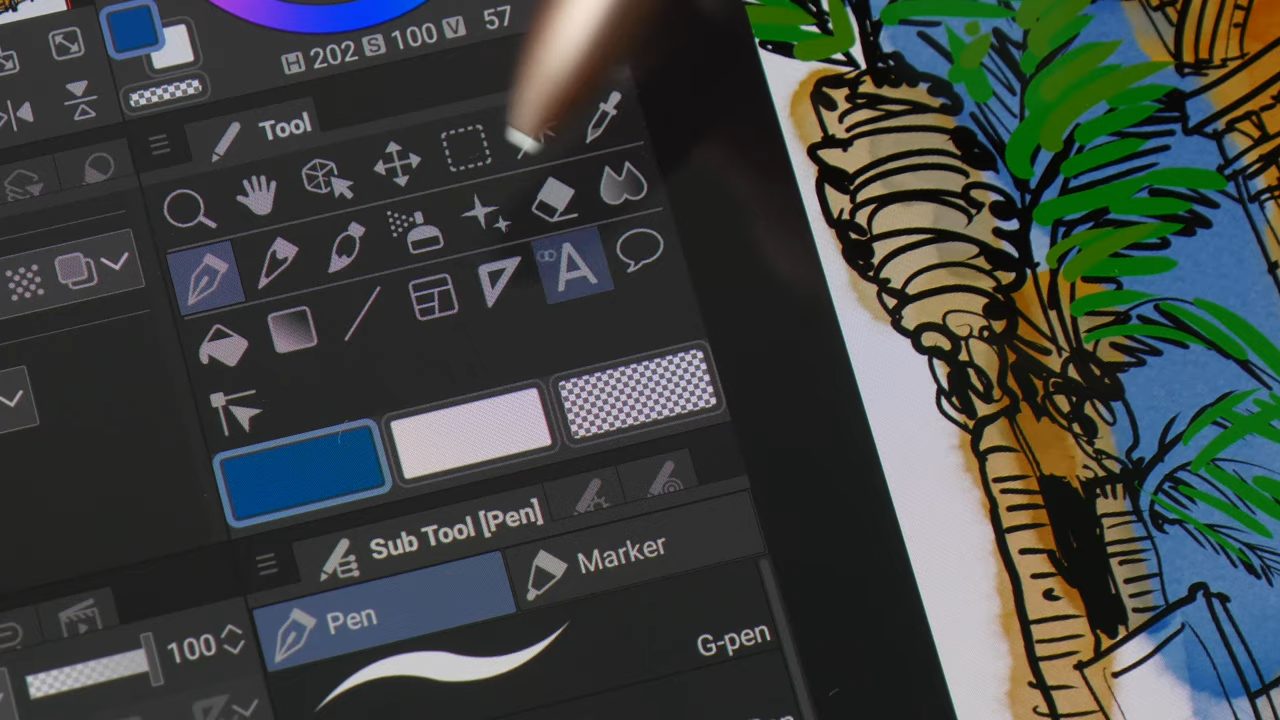 H 202 S 100 V 57
Tool
A
Sub Tool [Pen]
Pen
Marker
100
G-pen